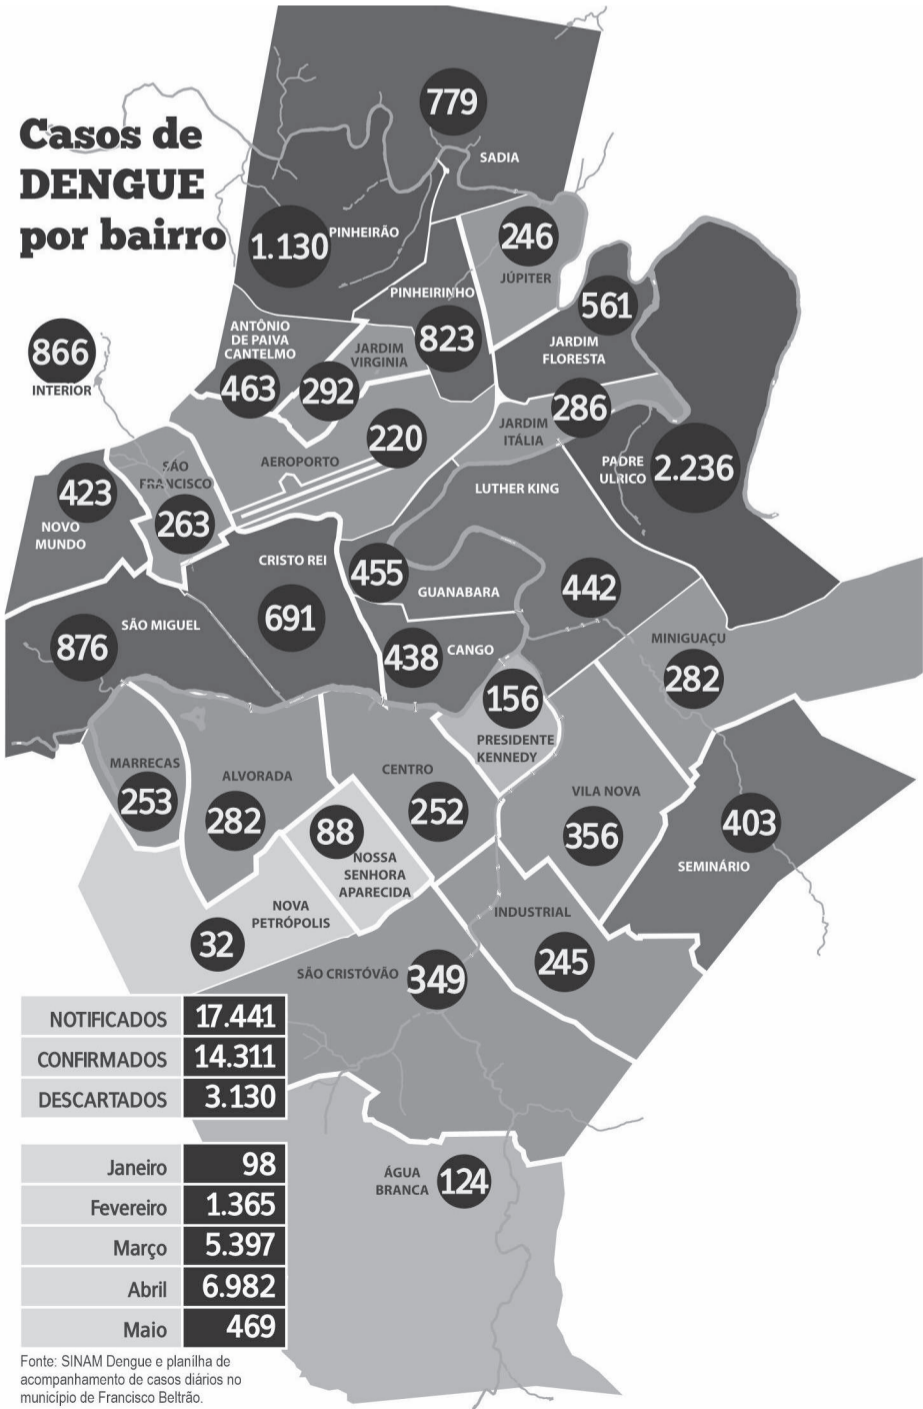 Casos de
DENGUE
por bairro
779
SADIA
1.130
PINHEIRÃO
246
JÚPITER
PINHEIRINHO
823
561
JARDIM
FLORESTA
ANTÔNIO
DE PAIVA
CANTELMO
463
JARDIM
VIRGINIA
292
866
INTERIOR
286
JARDIM
ITÁLIA
220
AEROPORTO
PADRE
ULRICO
2.236
LUTHER KING
423
NOVO
MUNDO
SÃO
FRANCISCO
263
CRISTO REI
691
455
GUANABARA
442
SÃO MIGUEL
876
438
CANGO
MINIGUAÇU
282
156
PRESIDENTE
KENNEDY
MARRECAS
253
ALVORADA
282
CENTRO
252
VILA NOVA
356
403
SEMINÁRIO
88
NOSSA
SENHORA
APARECIDA
NOVA
PETRÓPOLIS
32
INDUSTRIAL
245
SÃO CRISTÓVÃO
349
NOTIFICADOS 17.441
CONFIRMADOS 14.311
DESCARTADOS 3.130
Janeiro 98
Fevereiro 1.365
Março 5.397
Abril 6.982
Maio 469
ÁGUA
BRANCA
124
Fonte: SINAM Dengue e planilha de
acompanhamento de casos diários no
município de Francisco Beltrão.